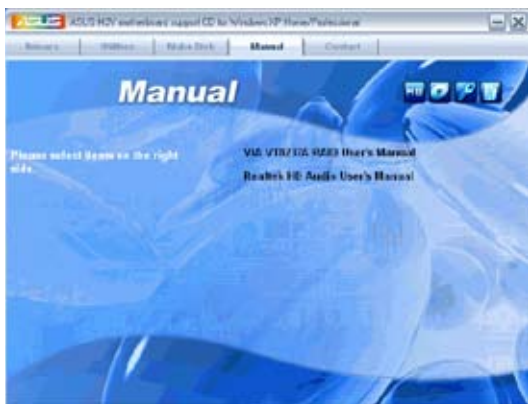 ASUS M2V motherboard support CD for Windows XP Home/Professional
Drivers Utilities Make Disk Manual Contact
Manual
Please select items on the right
side.
VIA VT8237A RAID User's Manual
Realtek HD Audio User's Manual